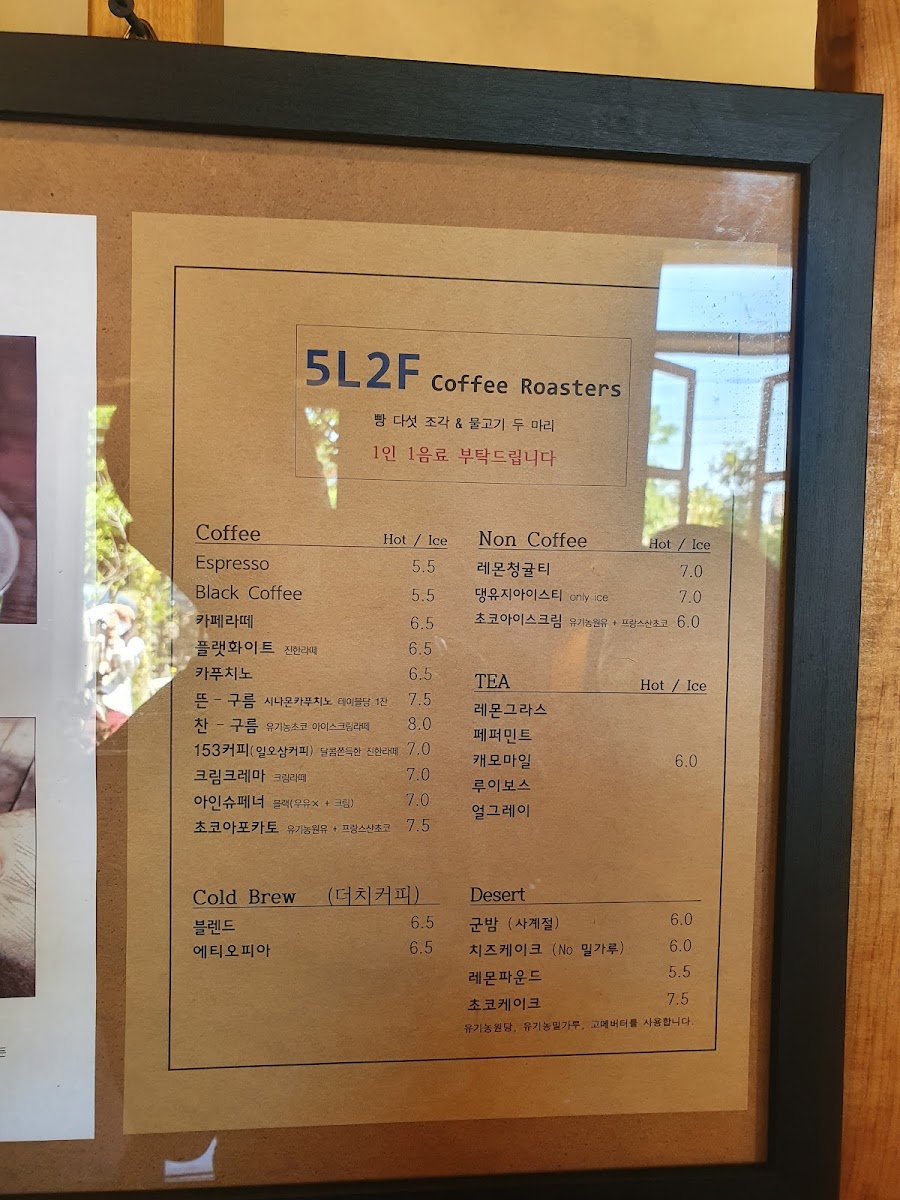 5L2F Coffee Roasters
빵 다섯 조각 & 물고기 두 마리
1인 1음료 부탁드립니다
Coffee Hot / Ice
Espresso 5.5
Black Coffee 5.5
카페라떼 6.5
플랫화이트 진한라떼 6.5
카푸치노 6.5
뜬 - 구름 시나몬카푸치노 테이블당 1잔 7.5
찬 - 구름 유기농초코 아이스크림라떼 8.0
153커피(일오삼커피) 달콤쫀득한 진한라떼 7.0
크림크레마 크림라떼 7.0
아인슈페너 블랙(우유× + 크림) 7.0
초코아포카토 유기농원유 + 프랑스산초코 7.5
Cold Brew (더치커피)
블렌드 6.5
에티오피아 6.5
Non Coffee Hot / Ice
레몬청귤티 7.0
댕유지아이스티 only ice 7.0
초코아이스크림 유기농원유 + 프랑스산초코 6.0
TEA Hot / Ice
레몬그라스
페퍼민트
캐모마일 6.0
루이보스
얼그레이
Desert
군밤 (사계절) 6.0
치즈케이크 (No 밀가루) 6.0
레몬파운드 5.5
초코케이크 7.5
유기농원당, 유기농밀가루, 고메버터를 사용합니다.